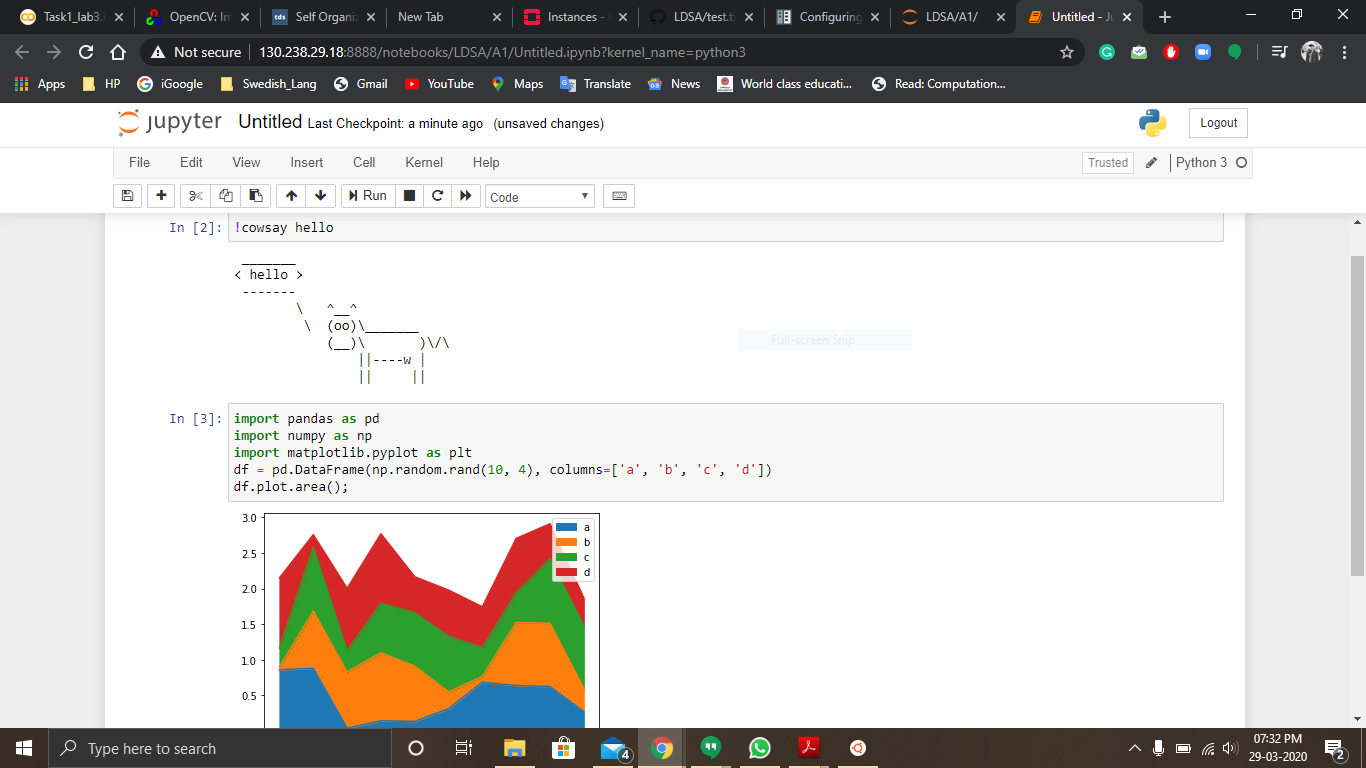 Task1_lab3.i
OpenCV: Im
tds Self Organiz
New Tab
Instances -
LDSA/test.t
Configuring
LDSA/A1/
Untitled - Ju
Not secure 130.238.29.18:8888/notebooks/LDSA/A1/Untitled.ipynb?kernel_name=python3
Apps HP iGoogle Swedish_Lang Gmail YouTube Maps Translate News World class educati... Read: Computation...
jupyter Untitled Last Checkpoint: a minute ago (unsaved changes)
Logout
File Edit View Insert Cell Kernel Help
Trusted Python 3
Run Code
In [2]: !cowsay hello
 _______
< hello >
 -------
        \   ^__^
         \  (oo)\_______
            (__)\       )\/\
                ||----w |
                ||     ||
Full-screen Snip
In [3]: import pandas as pd
import numpy as np
import matplotlib.pyplot as plt
df = pd.DataFrame(np.random.rand(10, 4), columns=['a', 'b', 'c', 'd'])
df.plot.area();
3.0
2.5
2.0
1.5
1.0
0.5
a
b
c
d
Type here to search
4
07:32 PM
29-03-2020
2